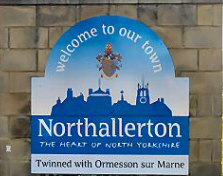 welcome to our town
Northallerton
THE HEART OF NORTH YORKSHIRE
Twinned with Ormesson sur Marne